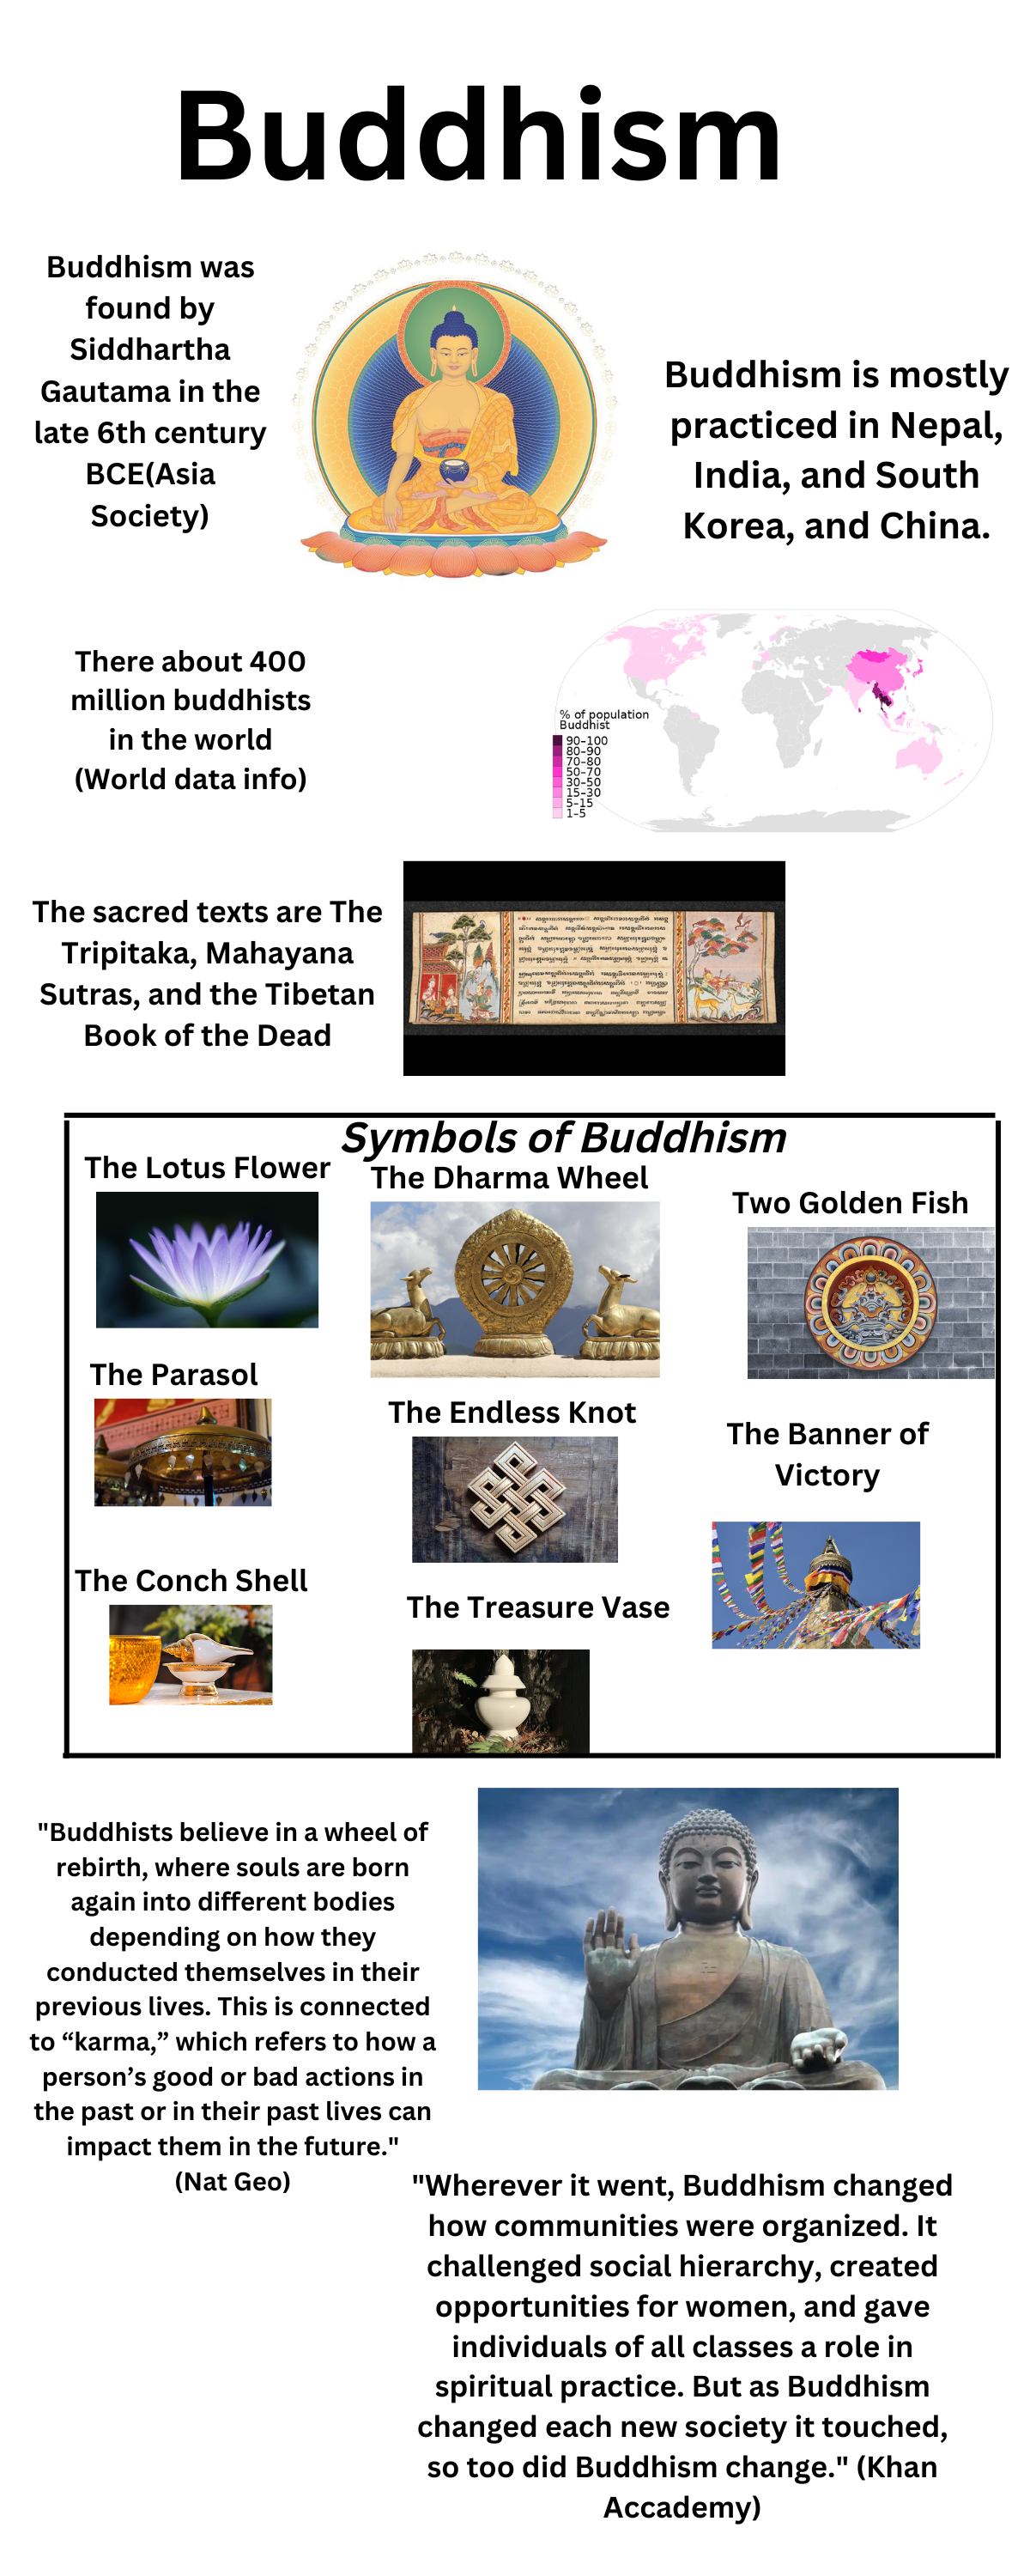 Buddhism
Buddhism was
found by
Siddhartha
Gautama in the
late 6th century
BCE(Asia
Society)
Buddhism is mostly
practiced in Nepal,
India, and South
Korea, and China.
There about 400
million buddhists
in the world
(World data info)
% of population
Buddhist
90–100
80–90
70–80
50–70
30–50
15–30
5–15
1–5
The sacred texts are The
Tripitaka, Mahayana
Sutras, and the Tibetan
Book of the Dead
Symbols of Buddhism
The Lotus Flower
The Dharma Wheel
Two Golden Fish
The Parasol
The Endless Knot
The Banner of
Victory
The Conch Shell
The Treasure Vase
"Buddhists believe in a wheel of
rebirth, where souls are born
again into different bodies
depending on how they
conducted themselves in their
previous lives. This is connected
to “karma,” which refers to how a
person’s good or bad actions in
the past or in their past lives can
impact them in the future."
(Nat Geo)
"Wherever it went, Buddhism changed
how communities were organized. It
challenged social hierarchy, created
opportunities for women, and gave
individuals of all classes a role in
spiritual practice. But as Buddhism
changed each new society it touched,
so too did Buddhism change." (Khan
Accademy)